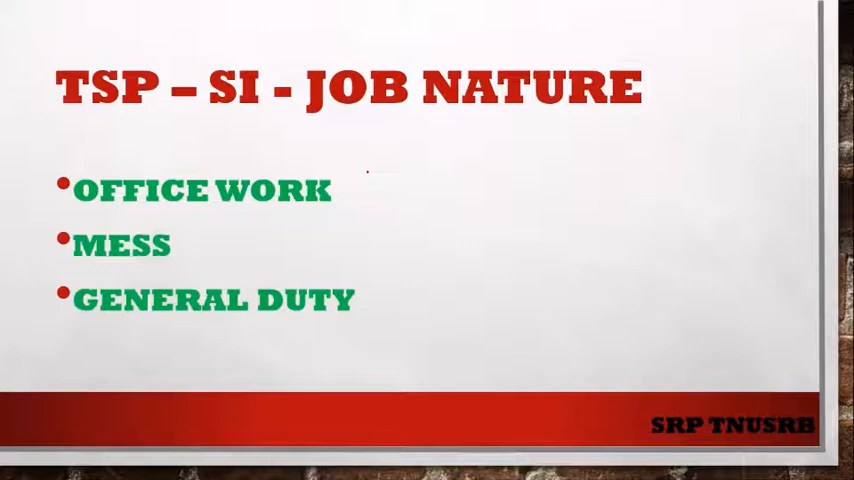 TSP – SI - JOB NATURE
•OFFICE WORK
•MESS
•GENERAL DUTY
SRP TNUSRB